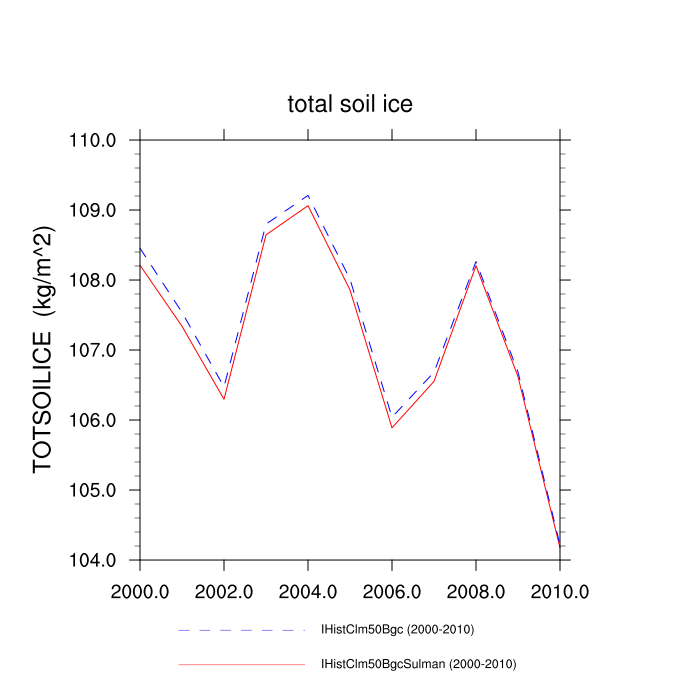 total soil ice
110.0
109.0
108.0
107.0
106.0
105.0
104.0
TOTSOILICE (kg/m^2)
2000.0 2002.0 2004.0 2006.0 2008.0 2010.0
IHistClm50Bgc (2000-2010)
IHistClm50BgcSulman (2000-2010)